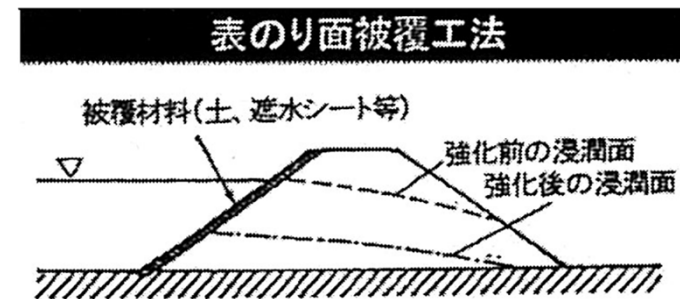 表のり面被覆工法
被覆材料(土、遮水シート等)
強化前の浸潤面
強化後の浸潤面